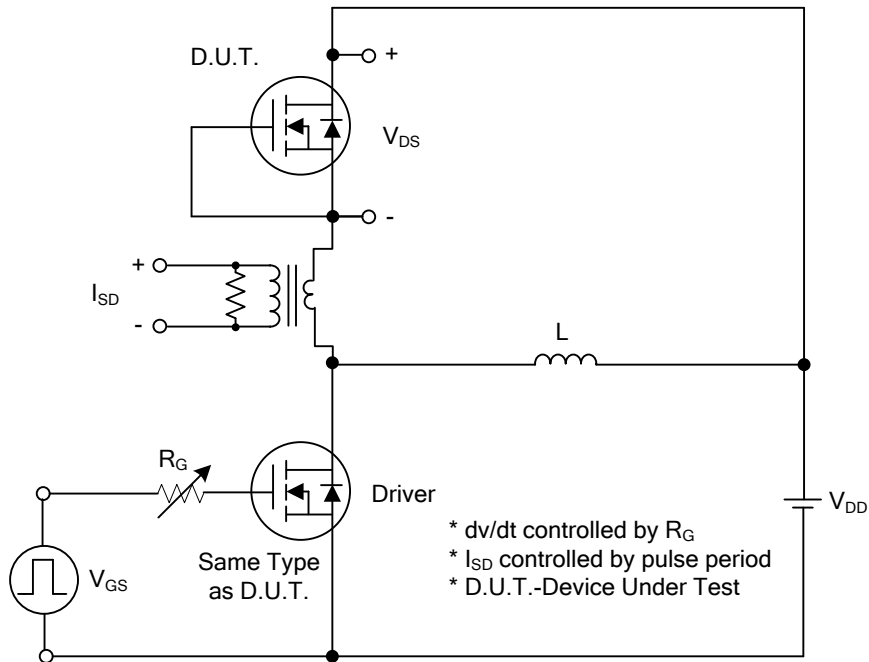 D.U.T.
+
V_DS
-
+
I_SD
-
L
R_G
Driver
Same Type
as D.U.T.
V_GS
V_DD
* dv/dt controlled by R_G
* I_SD controlled by pulse period
* D.U.T.-Device Under Test